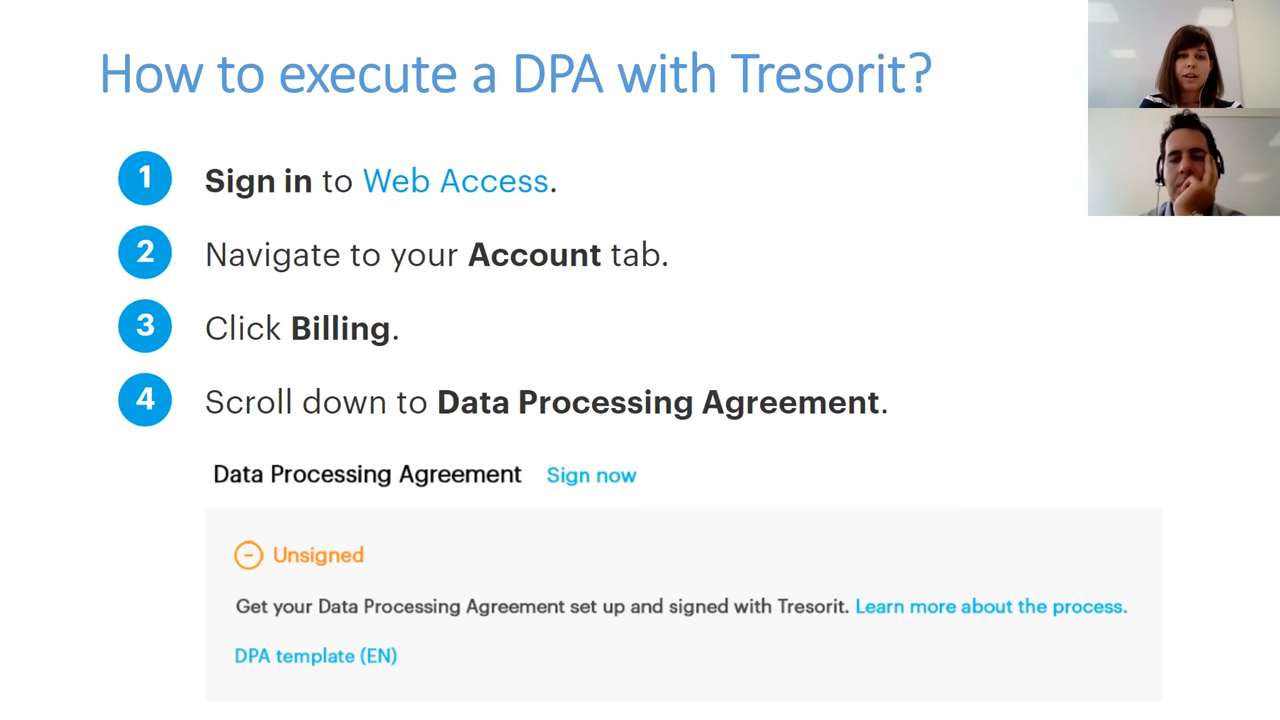 How to execute a DPA with Tresorit?
1 Sign in to Web Access.
2 Navigate to your Account tab.
3 Click Billing.
4 Scroll down to Data Processing Agreement.
Data Processing Agreement Sign now
Unsigned
Get your Data Processing Agreement set up and signed with Tresorit. Learn more about the process.
DPA template (EN)